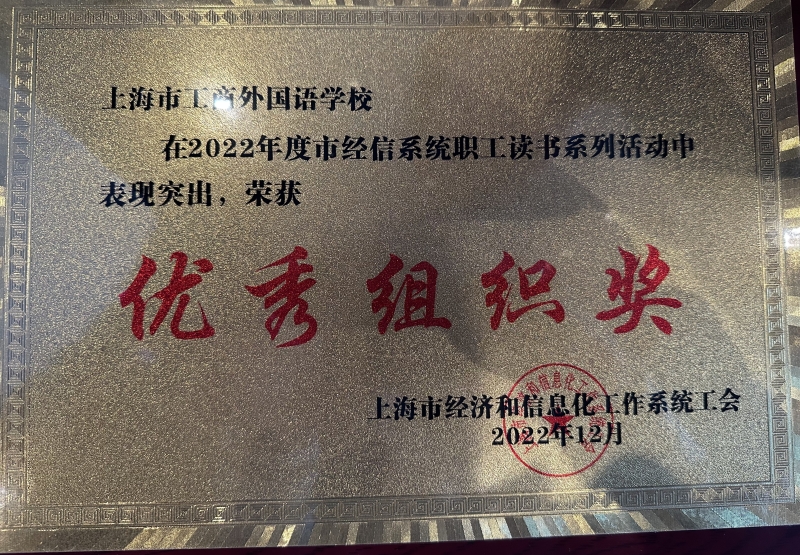 上海市工商外国语学校
在2022年度市经信系统职工读书系列活动中
表现突出，荣获
优秀组织奖
上海市经济和信息化工作系统工会
2022年12月